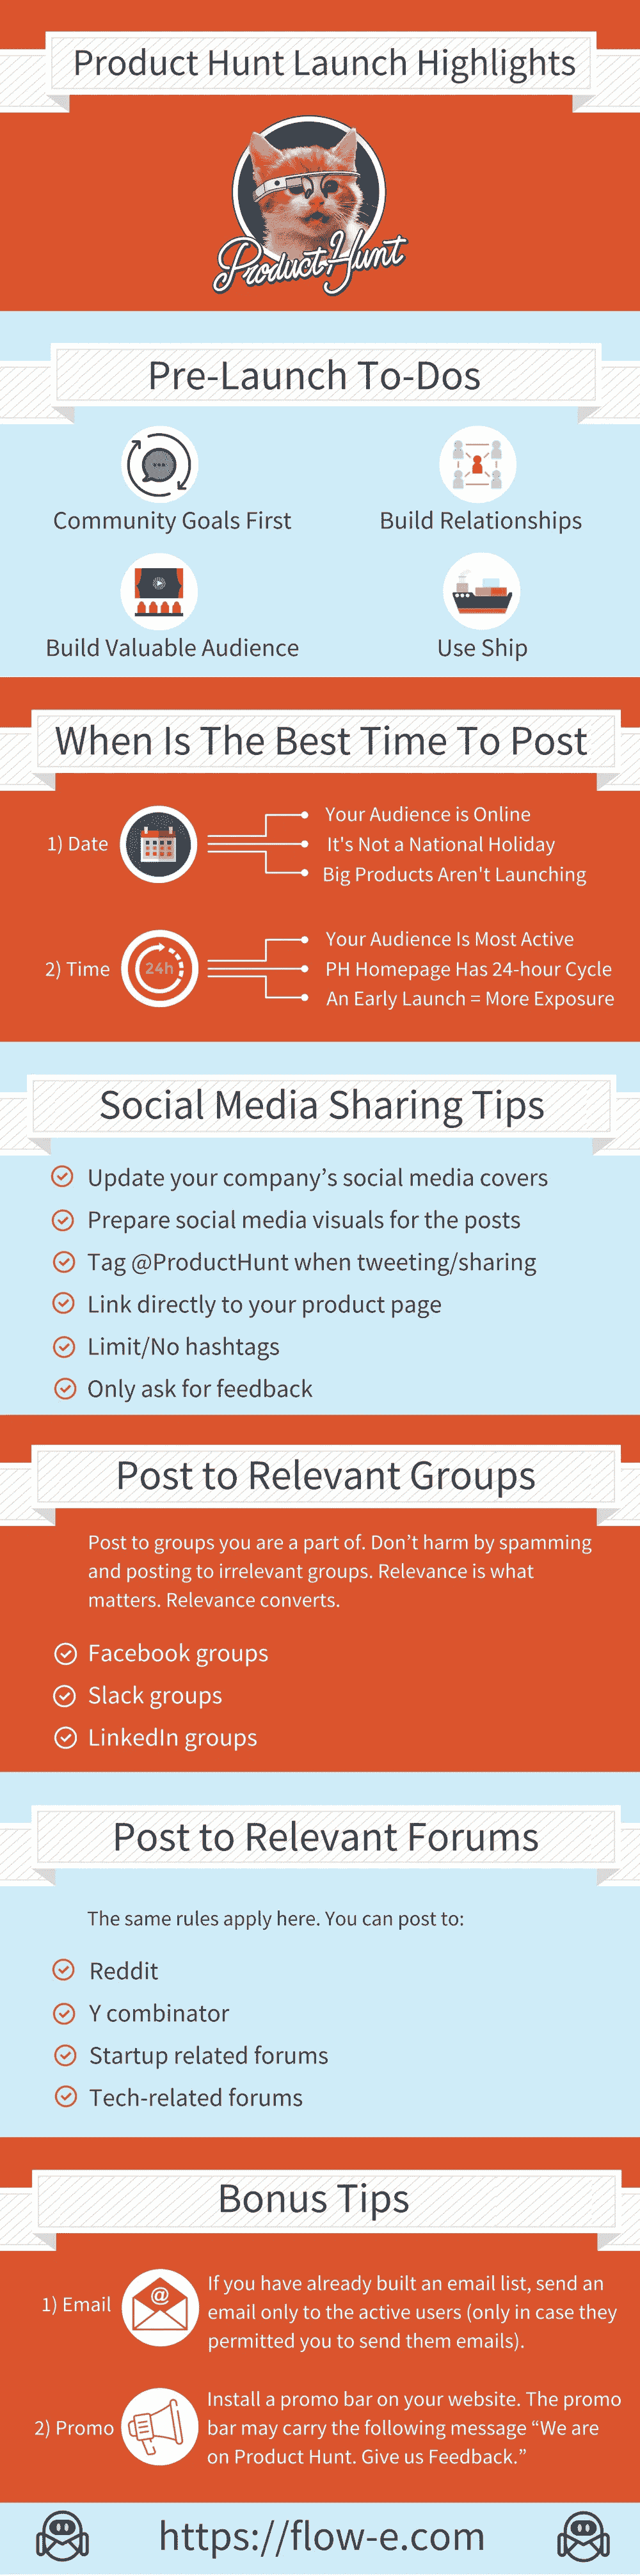 Product Hunt Launch Highlights
Product Hunt
Pre-Launch To-Dos
Community Goals First
Build Relationships
Build Valuable Audience
Use Ship
When Is The Best Time To Post
1) Date
Your Audience is Online
It's Not a National Holiday
Big Products Aren't Launching
2) Time
24h
Your Audience Is Most Active
PH Homepage Has 24-hour Cycle
An Early Launch = More Exposure
Social Media Sharing Tips
Update your company’s social media covers
Prepare social media visuals for the posts
Tag @ProductHunt when tweeting/sharing
Link directly to your product page
Limit/No hashtags
Only ask for feedback
Post to Relevant Groups
Post to groups you are a part of. Don’t harm by spamming
and posting to irrelevant groups. Relevance is what
matters. Relevance converts.
Facebook groups
Slack groups
LinkedIn groups
Post to Relevant Forums
The same rules apply here. You can post to:
Reddit
Y combinator
Startup related forums
Tech-related forums
Bonus Tips
1) Email
@
If you have already built an email list, send an
email only to the active users (only in case they
permitted you to send them emails).
2) Promo
Install a promo bar on your website. The promo
bar may carry the following message “We are
on Product Hunt. Give us Feedback.”
https://flow-e.com